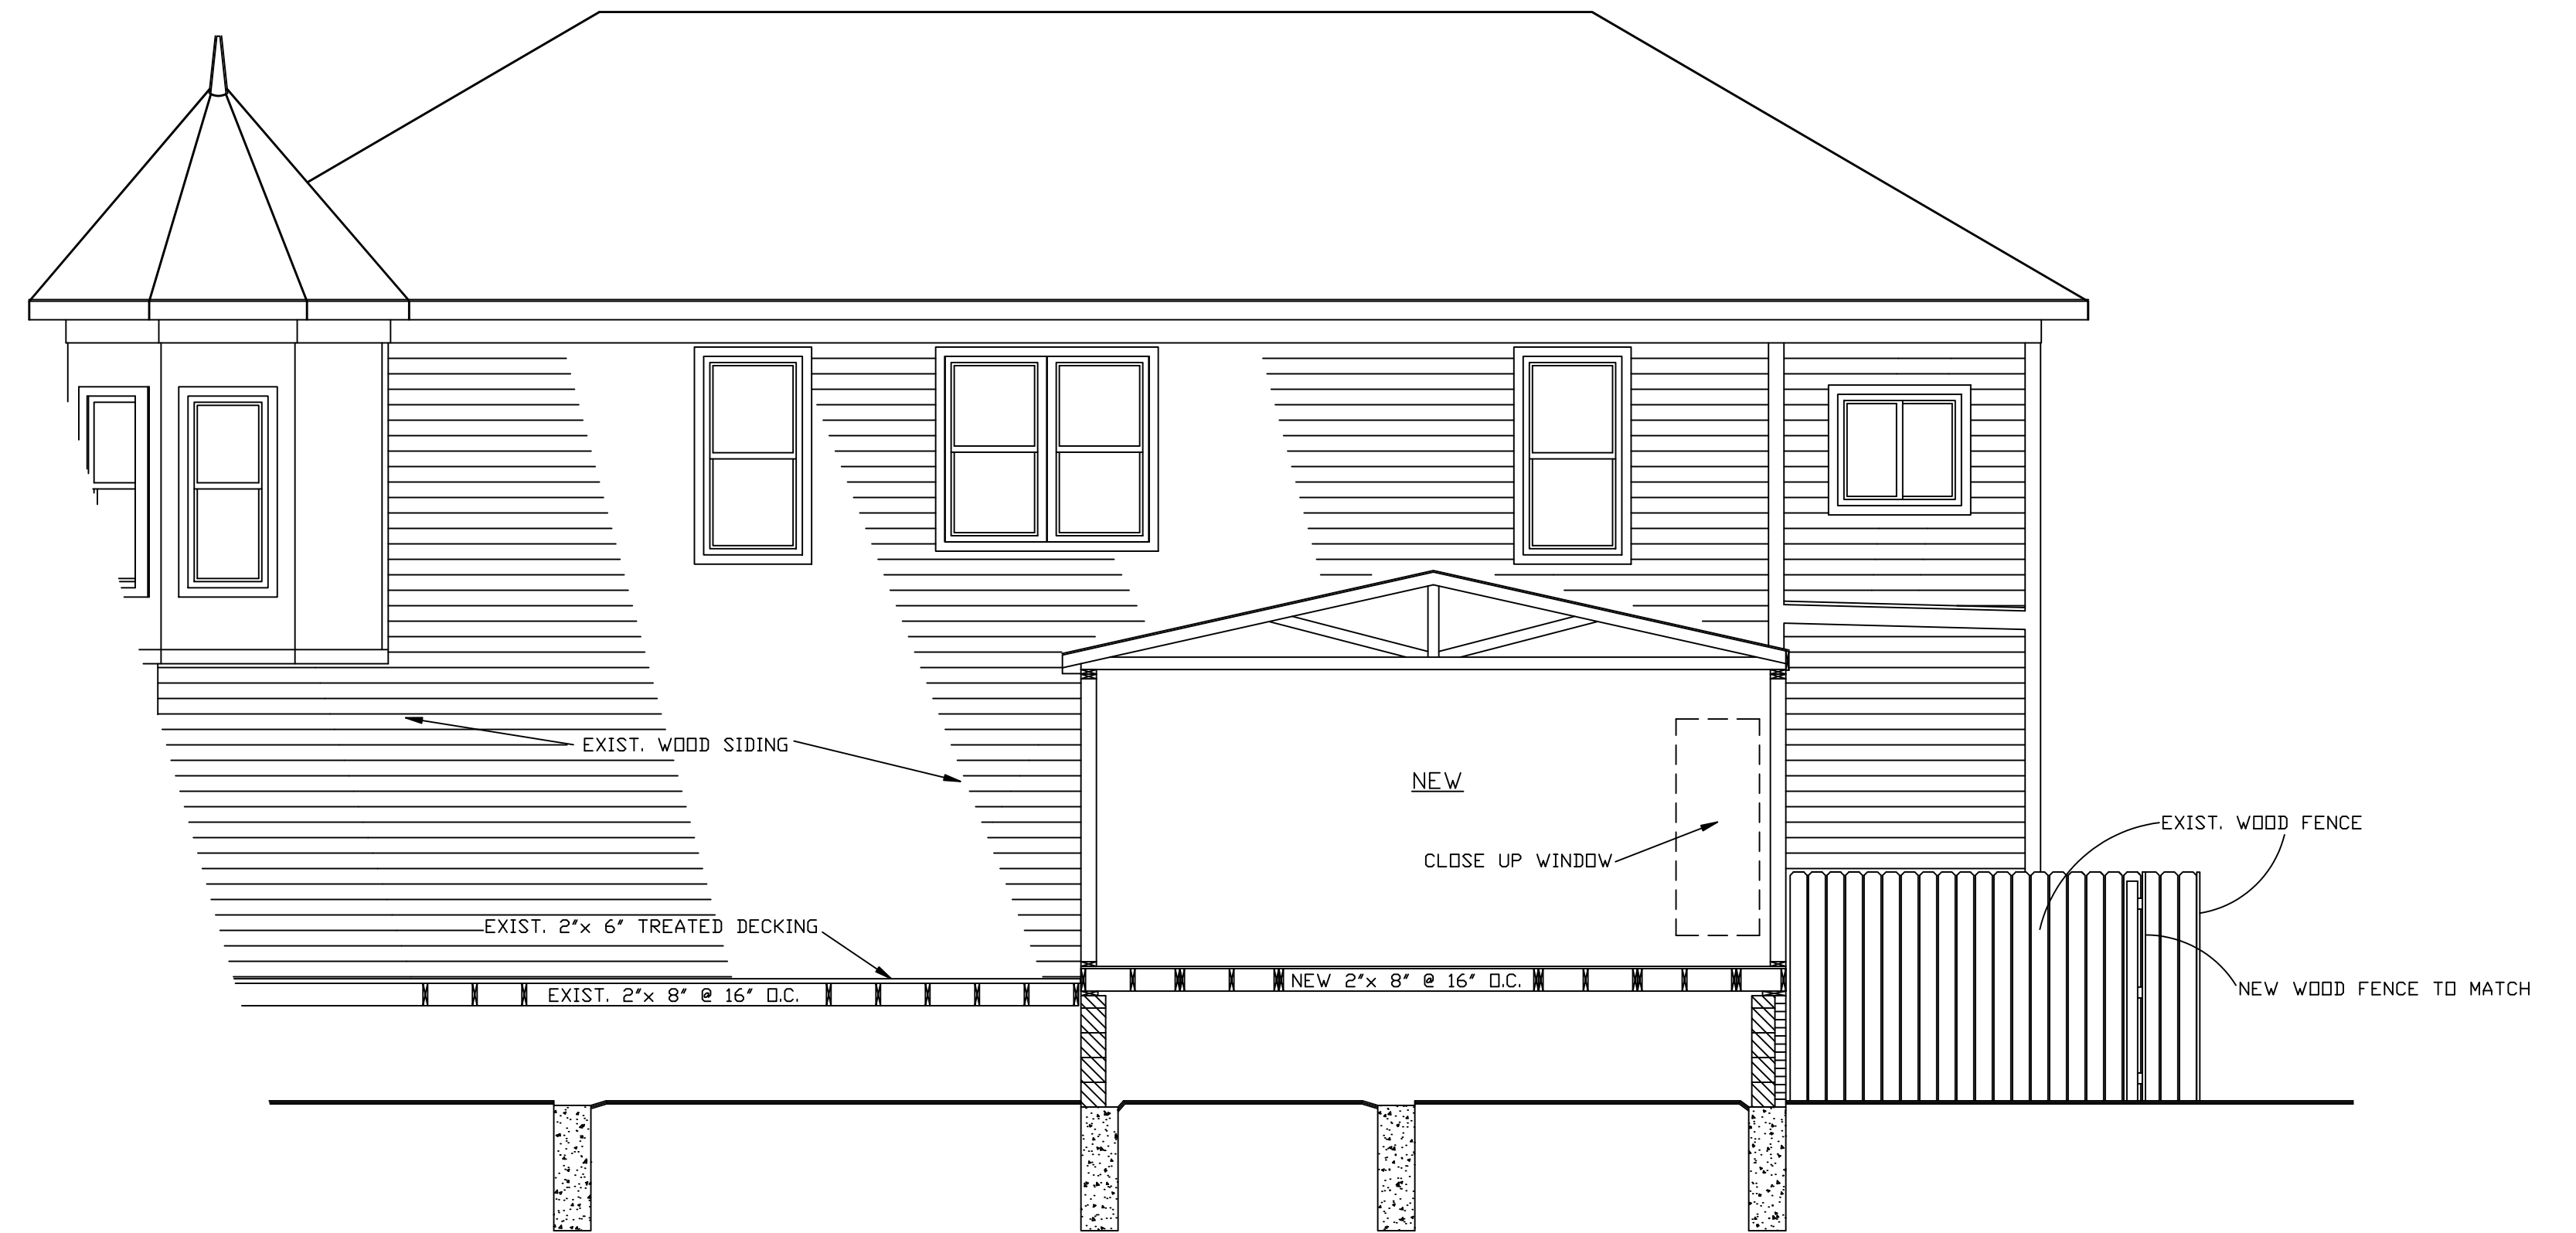 EXIST. WOOD SIDING
NEW
EXIST. WOOD FENCE
CLOSE UP WINDOW
EXIST. 2"x 6" TREATED DECKING
NEW 2"x 8" @ 16" O.C.
EXIST. 2"x 8" @ 16" O.C.
NEW WOOD FENCE TO MATCH